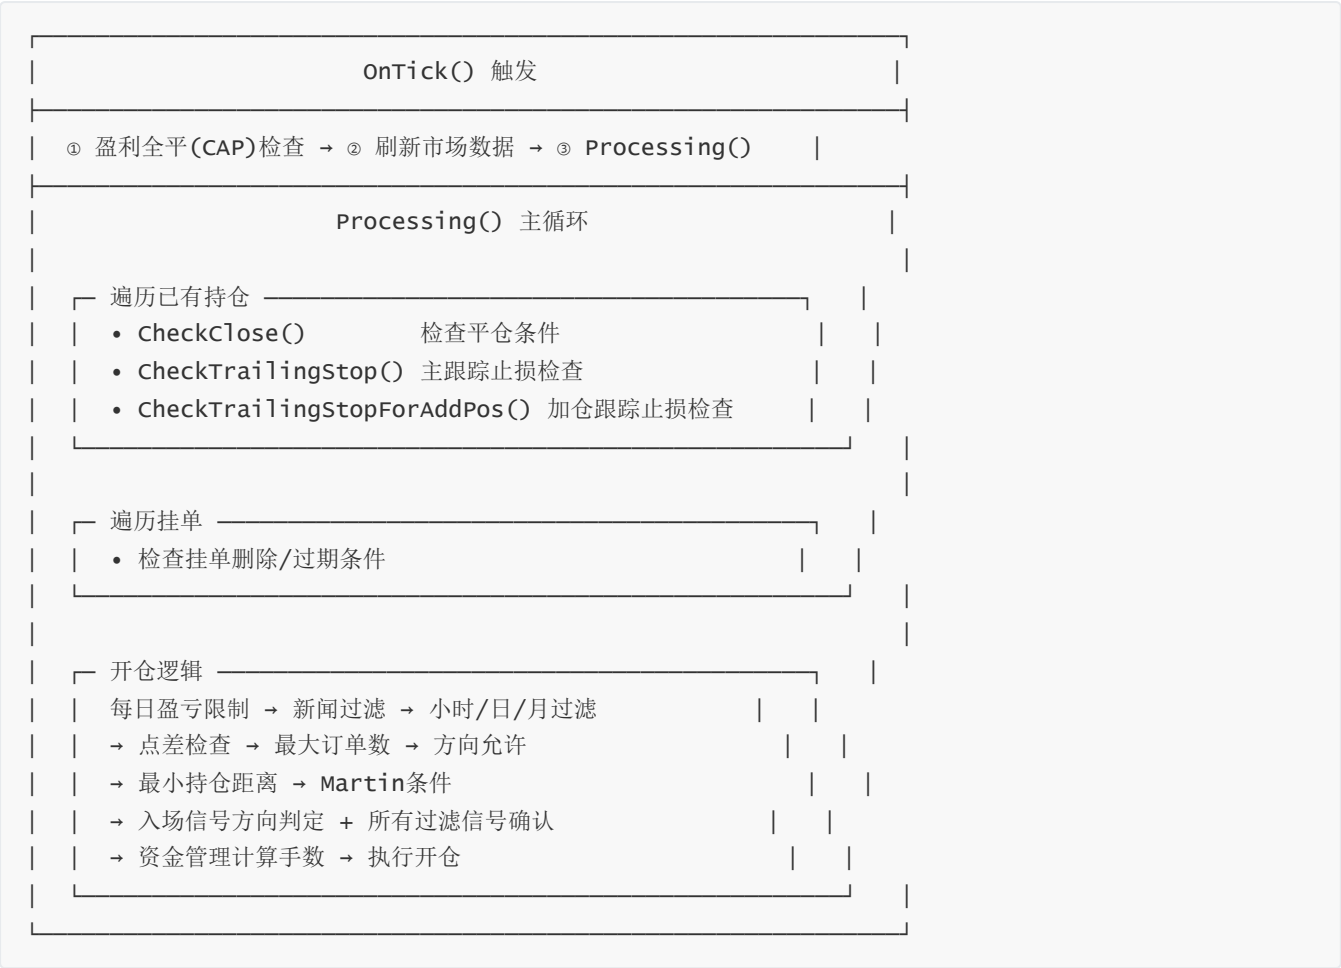 OnTick() 触发
① 盈利全平(CAP)检查 → ② 刷新市场数据 → ③ Processing()
Processing() 主循环
遍历已有持仓
• CheckClose() 检查平仓条件
• CheckTrailingStop() 主跟踪止损检查
• CheckTrailingStopForAddPos() 加仓跟踪止损检查
遍历挂单
• 检查挂单删除/过期条件
开仓逻辑
每日盈亏限制 → 新闻过滤 → 小时/日/月过滤
→ 点差检查 → 最大订单数 → 方向允许
→ 最小持仓距离 → Martin条件
→ 入场信号方向判定 + 所有过滤信号确认
→ 资金管理计算手数 → 执行开仓